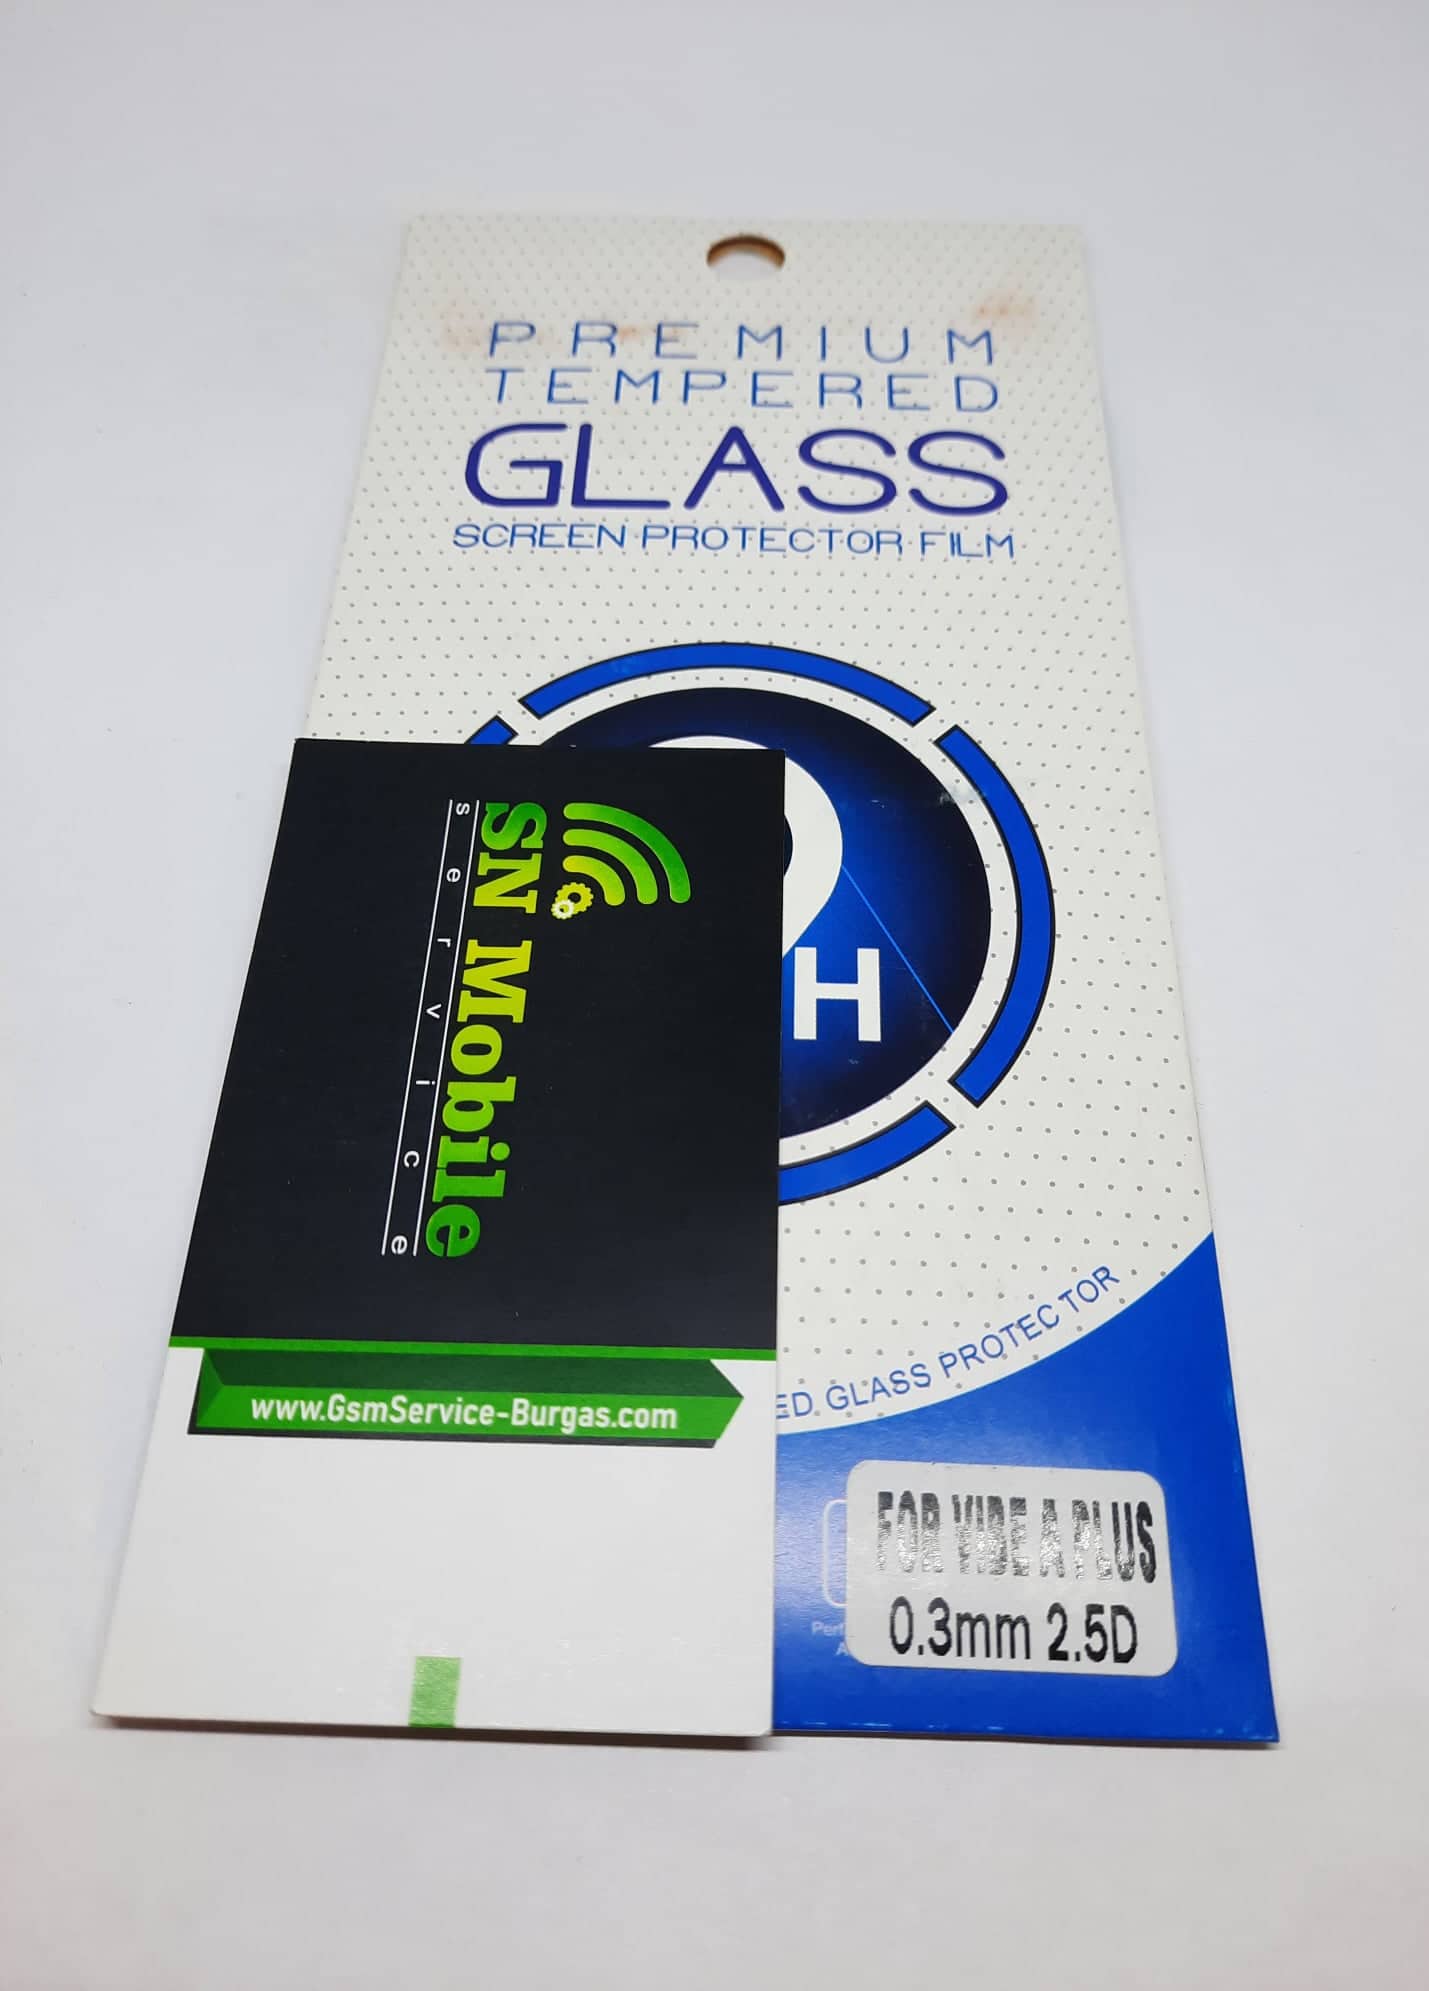 PREMIUM
TEMPERED
GLASS
SCREEN PROTECTOR FILM
H
SN Mobile
service
www.GsmService-Burgas.com
GLASS PROTECTOR
FOR VIBE A PLUS
0.3mm 2.5D